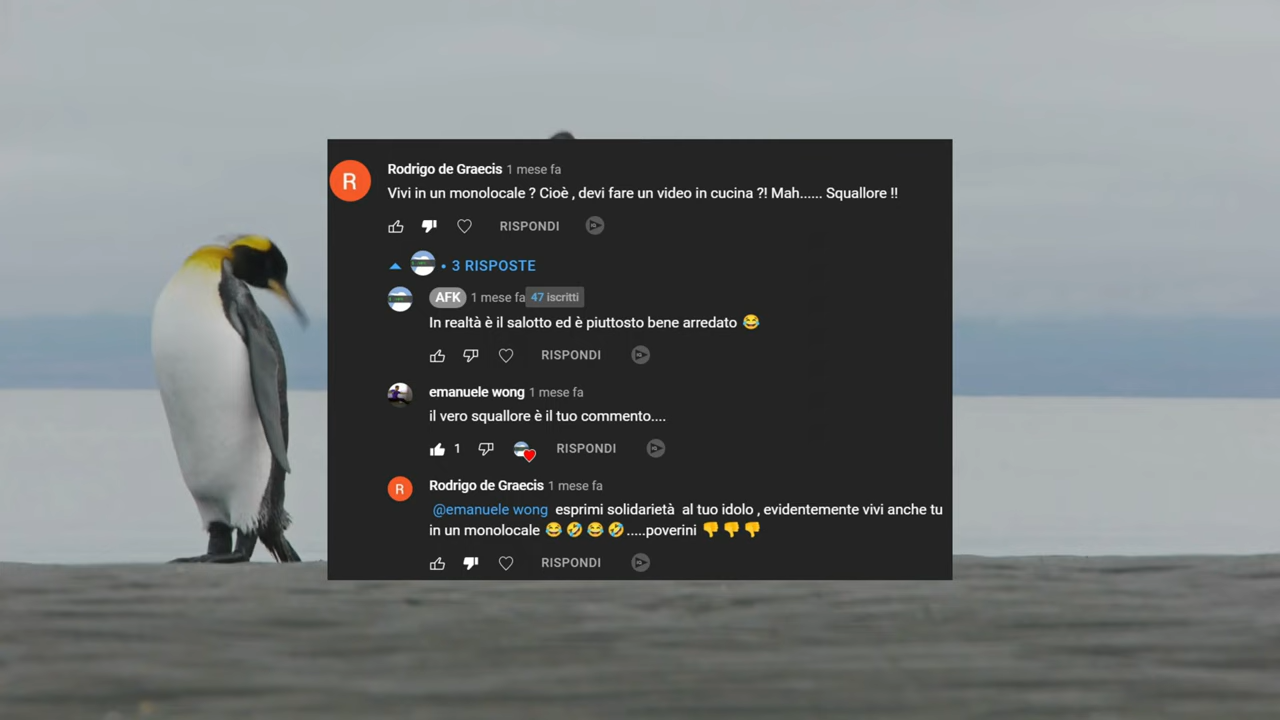 R
Rodrigo de Graecis 1 mese fa
Vivi in un monolocale ? Cioè , devi fare un video in cucina ?! Mah...... Squallore !!
RISPONDI
• 3 RISPOSTE
AFK 1 mese fa 47 iscritti
In realtà è il salotto ed è piuttosto bene arredato 😂
RISPONDI
emanuele wong 1 mese fa
il vero squallore è il tuo commento....
1 RISPONDI
R
Rodrigo de Graecis 1 mese fa
@emanuele wong esprimi solidarietà al tuo idolo , evidentemente vivi anche tu
in un monolocale 😂🤣😂🤣.....poverini 👎👎👎
RISPONDI